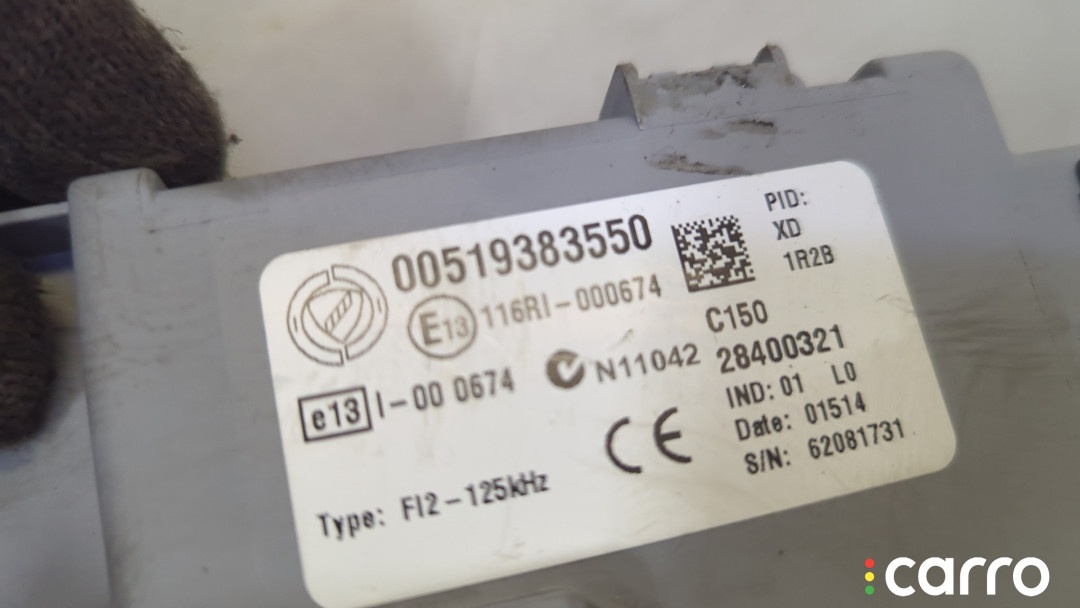 00519383550
E13 116RI-000674
e13 I-00 0674
N11042
CE
Type: FI2-125kHz
PID:
XD
1R2B
C150
28400321
IND: 01 L0
Date: 01514
S/N: 62081731
carro